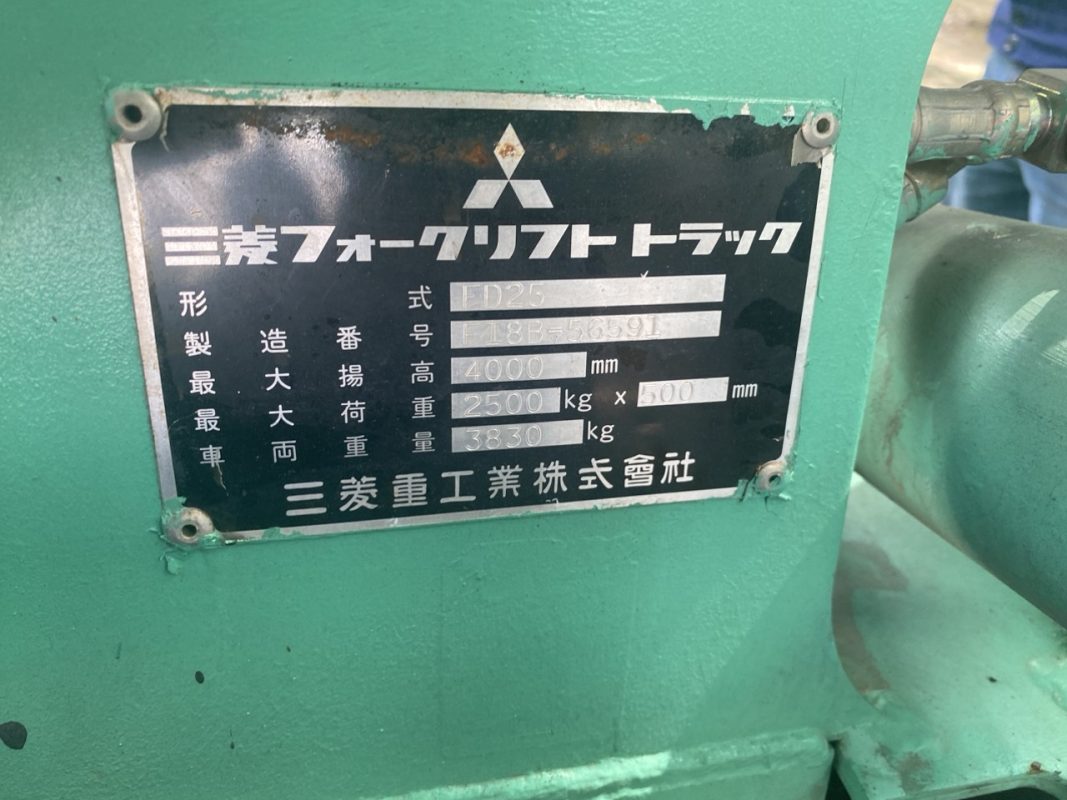 三菱フォークリフトトラック
形式 FD25
製造番号 F18B-56591
最大揚高 4000 mm
最大荷重 2500 kg x 500 mm
車両重量 3830 kg
三菱重工業株式會社